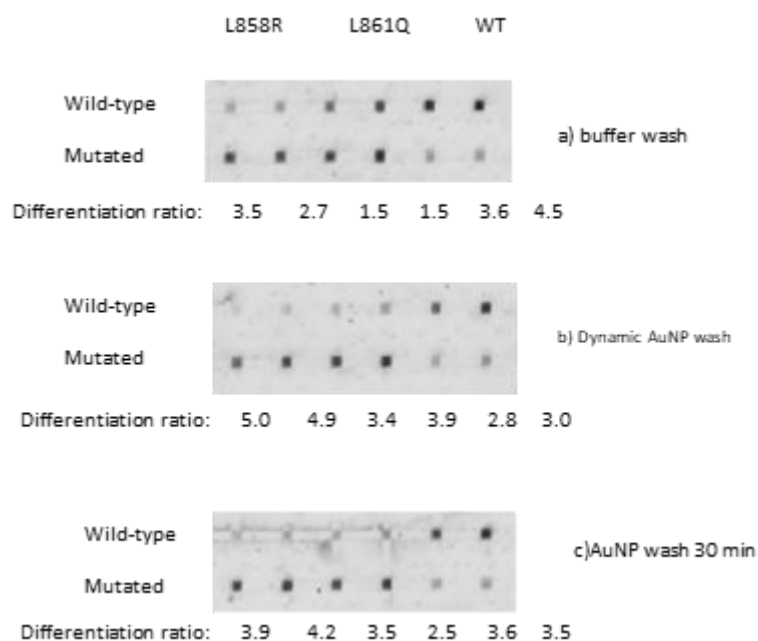 L858R L861Q WT
Wild-type
a) buffer wash
Mutated
Differentiation ratio: 3.5 2.7 1.5 1.5 3.6 4.5
Wild-type
b) Dynamic AuNP wash
Mutated
Differentiation ratio: 5.0 4.9 3.4 3.9 2.8 3.0
Wild-type
c)AuNP wash 30 min
Mutated
Differentiation ratio: 3.9 4.2 3.5 2.5 3.6 3.5